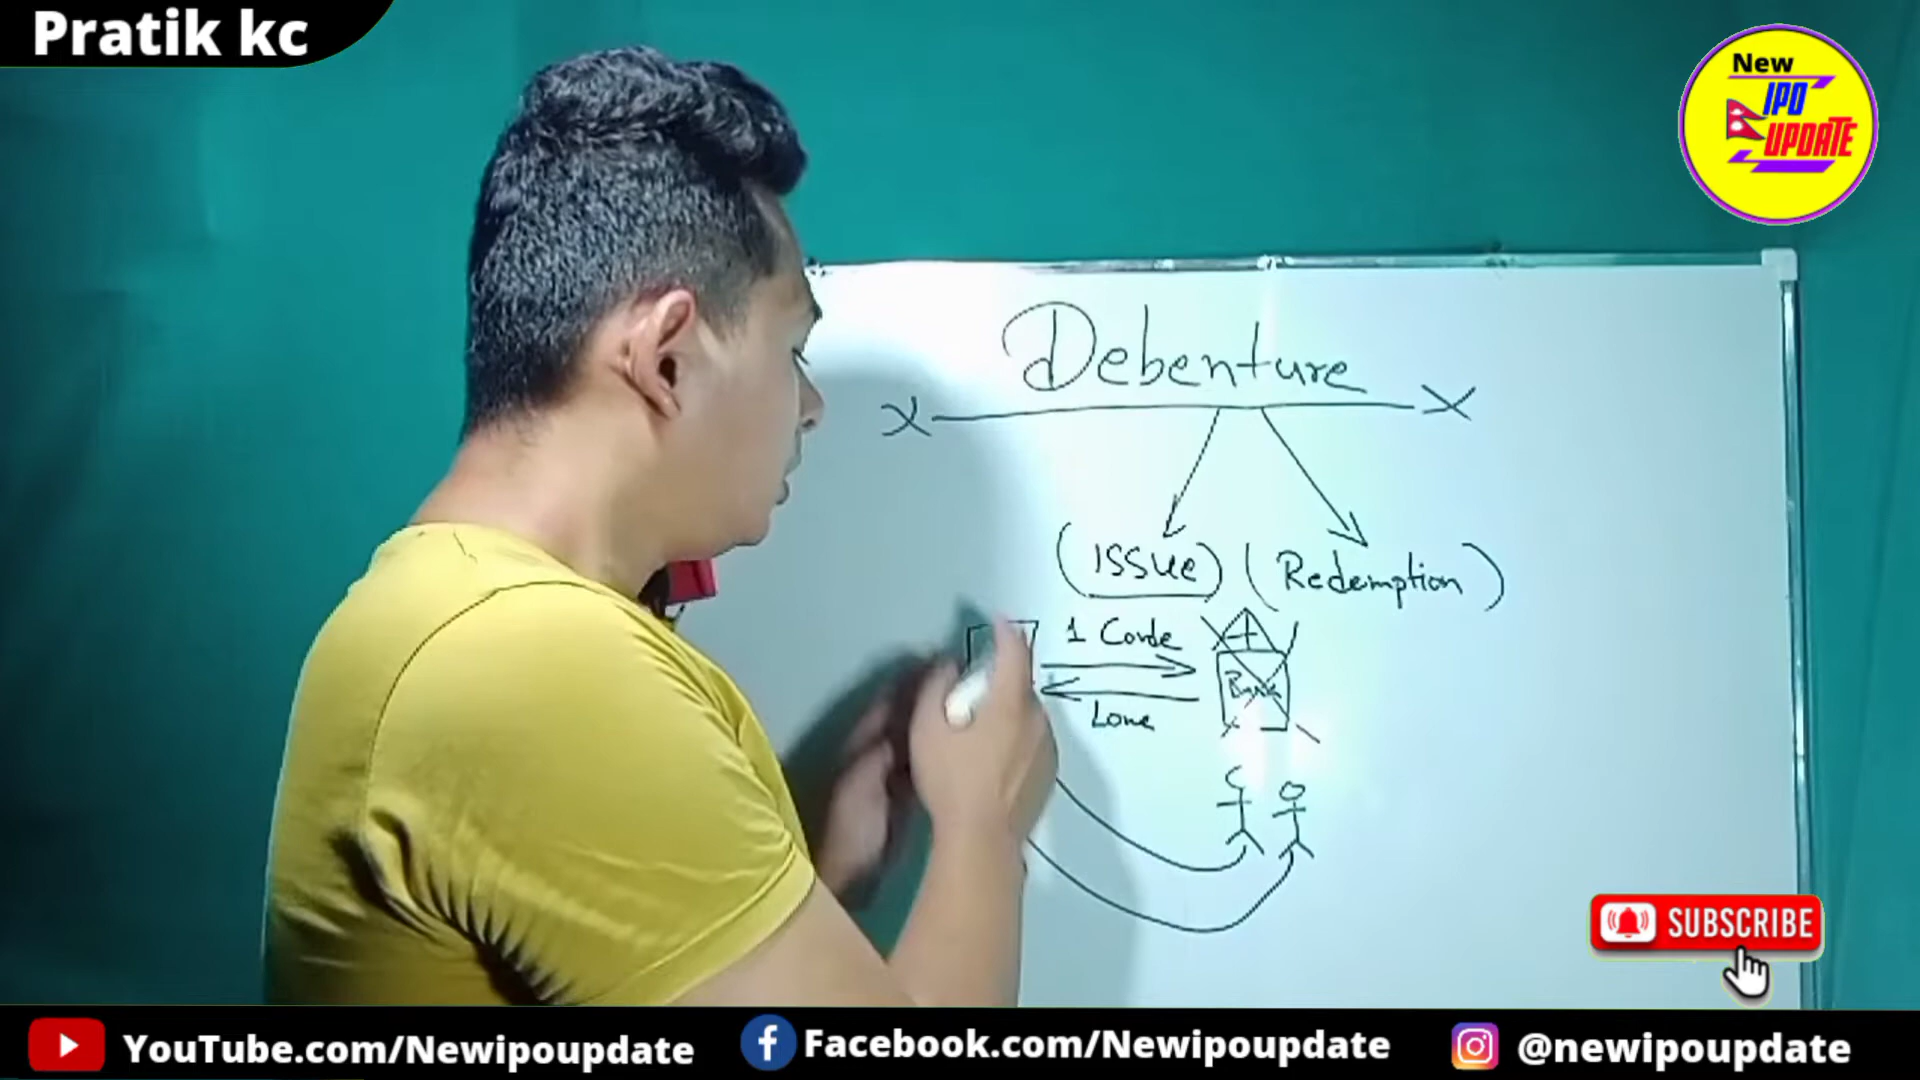 Pratik kc
New
IPO
UPDATE
Debenture
(ISSUE) (Redemption)
1 Corde
Bank
Lone
SUBSCRIBE
YouTube.com/Newipoupdate
Facebook.com/Newipoupdate
@newipoupdate